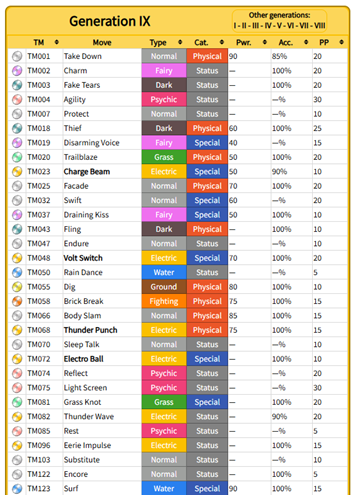 Generation IX
Other generations:
I - II - III - IV - V - VI - VII - VIII
TM Move Type Cat. Pwr. Acc. PP
TM001 Take Down Normal Physical 90 85% 20
TM002 Charm Fairy Status — 100% 20
TM003 Fake Tears Dark Status — 100% 20
TM004 Agility Psychic Status — —% 30
TM007 Protect Normal Status — —% 10
TM018 Thief Dark Physical 60 100% 25
TM019 Disarming Voice Fairy Special 40 —% 15
TM020 Trailblaze Grass Physical 50 100% 20
TM023 Charge Beam Electric Special 50 90% 10
TM025 Facade Normal Physical 70 100% 20
TM032 Swift Normal Special 60 —% 20
TM037 Draining Kiss Fairy Special 50 100% 10
TM043 Fling Dark Physical — 100% 10
TM047 Endure Normal Status — —% 10
TM048 Volt Switch Electric Special 70 100% 20
TM050 Rain Dance Water Status — —% 5
TM055 Dig Ground Physical 80 100% 10
TM058 Brick Break Fighting Physical 75 100% 15
TM066 Body Slam Normal Physical 85 100% 15
TM068 Thunder Punch Electric Physical 75 100% 15
TM070 Sleep Talk Normal Status — —% 10
TM072 Electro Ball Electric Special — 100% 10
TM074 Reflect Psychic Status — —% 20
TM075 Light Screen Psychic Status — —% 30
TM081 Grass Knot Grass Special — 100% 20
TM082 Thunder Wave Electric Status — 90% 20
TM085 Rest Psychic Status — —% 5
TM096 Eerie Impulse Electric Status — 100% 15
TM103 Substitute Normal Status — —% 10
TM122 Encore Normal Status — 100% 5
TM123 Surf Water Special 90 100% 15